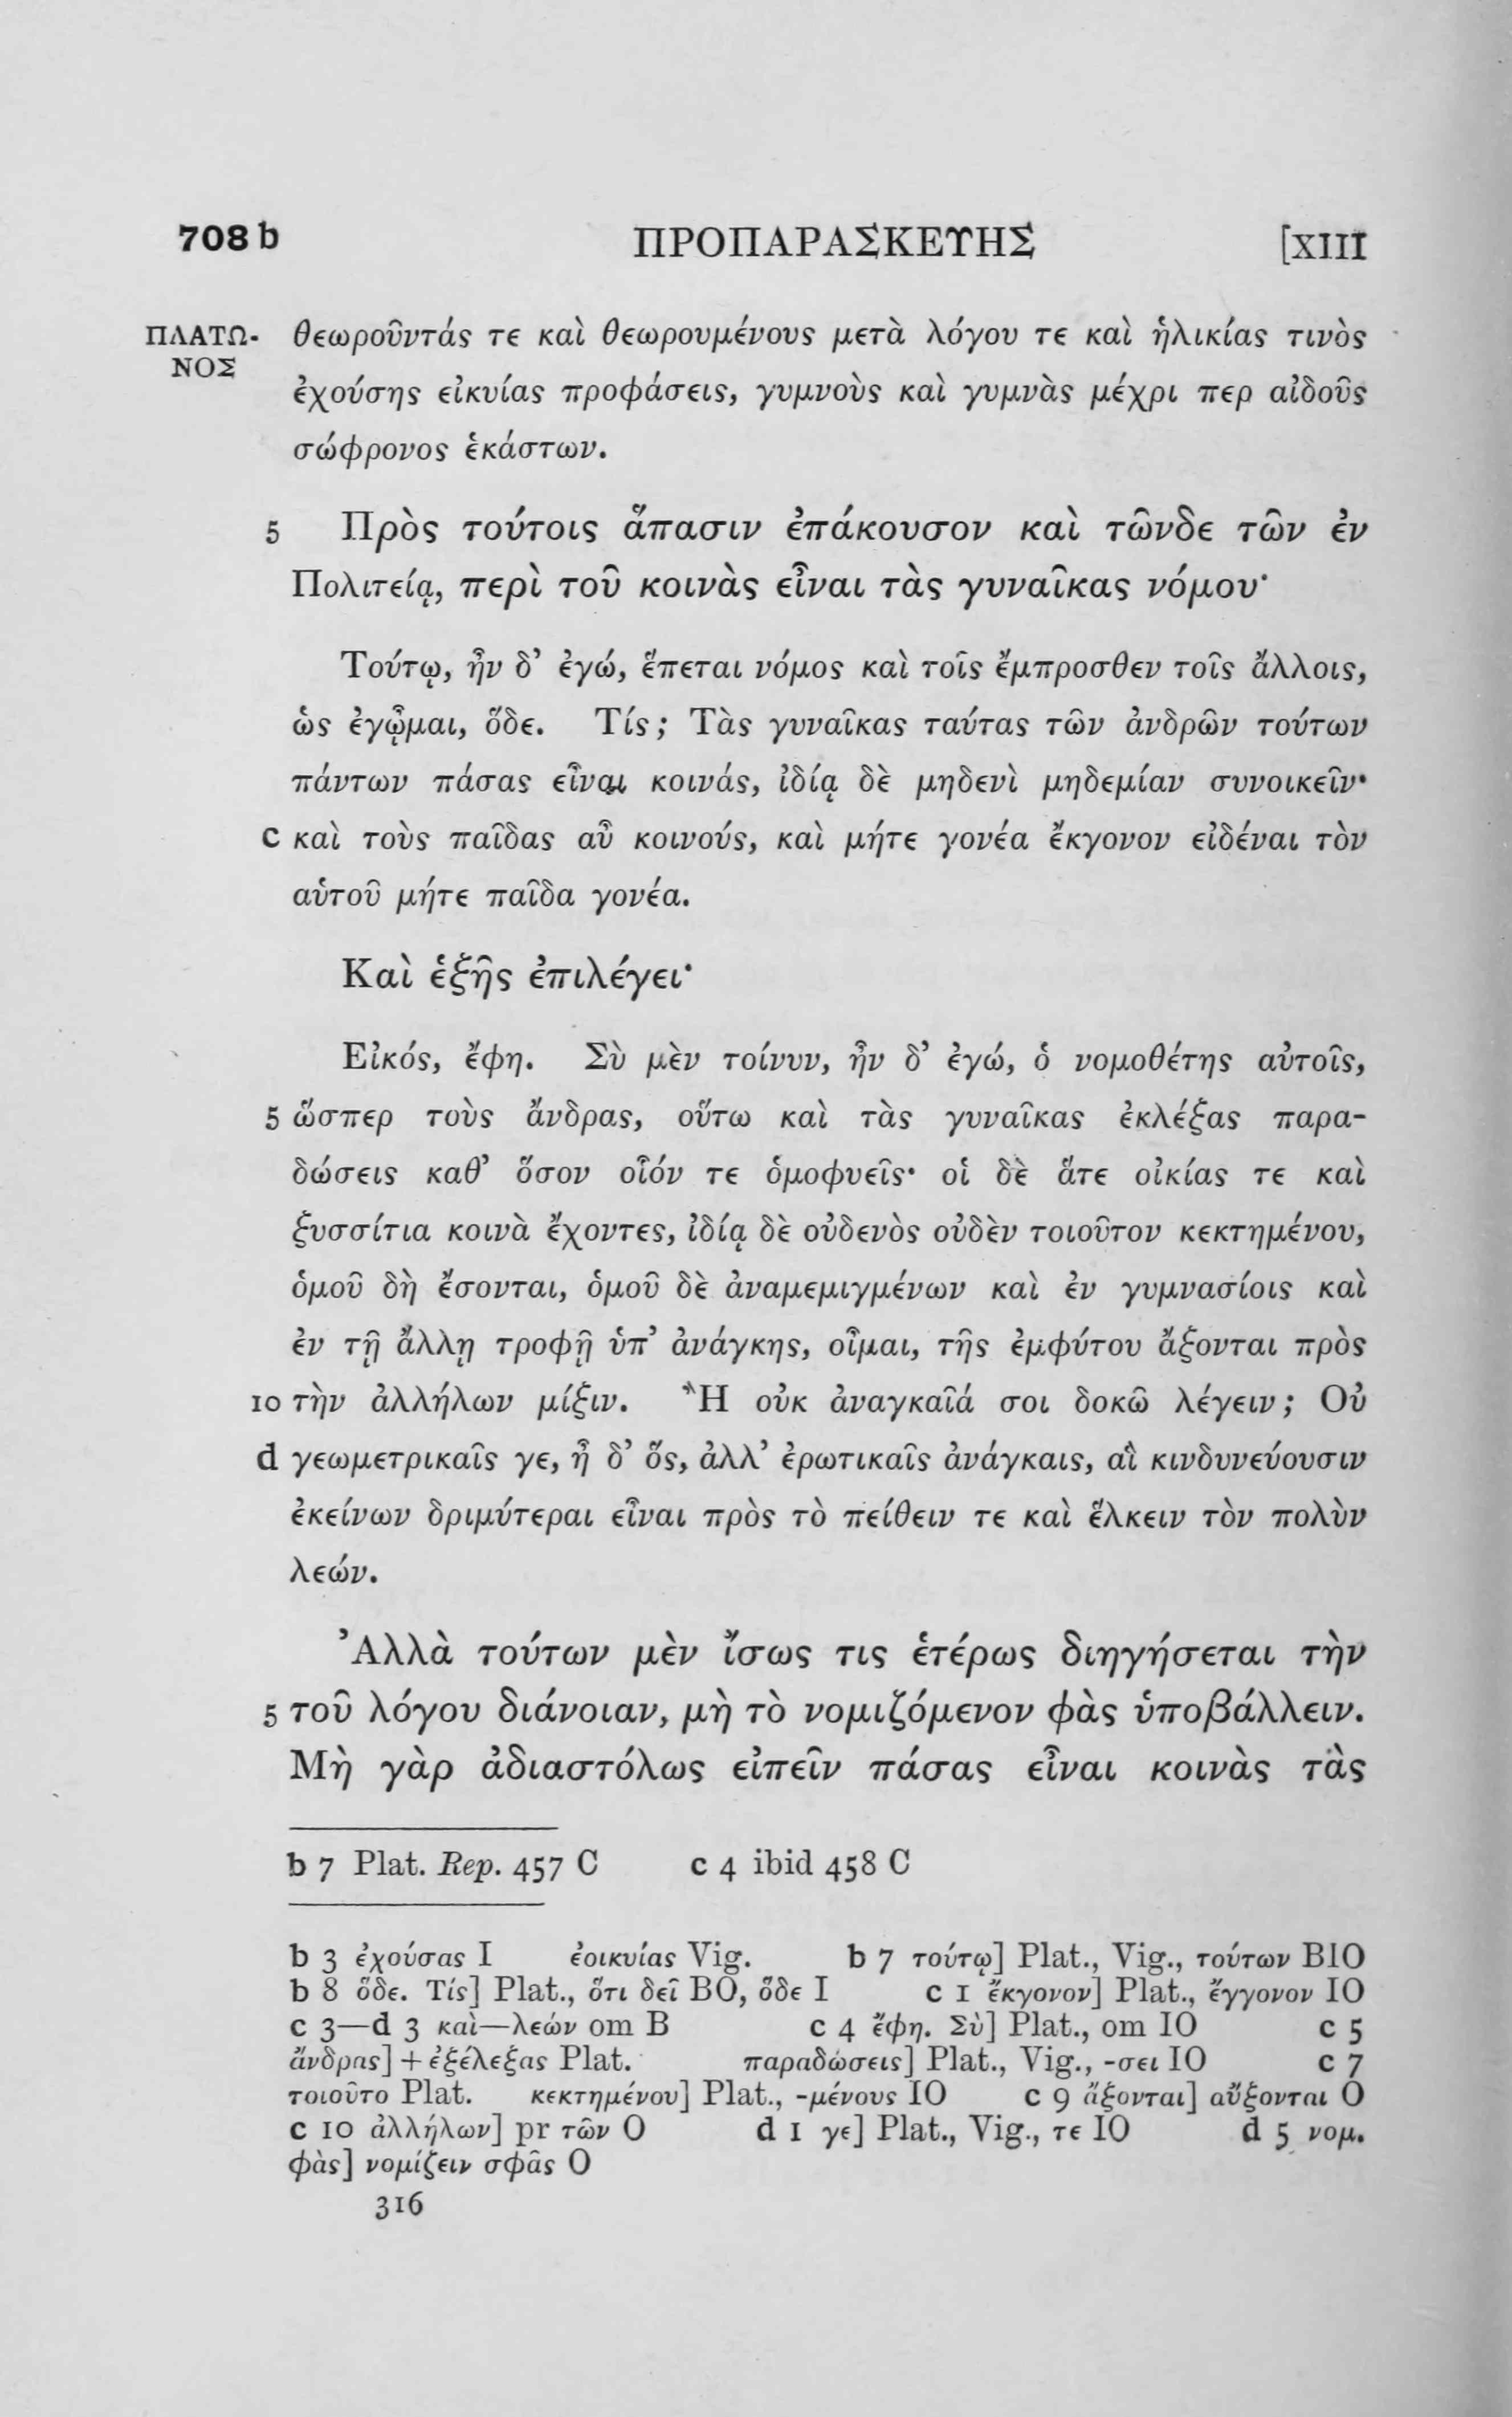 708 b ΠΡΟΠΑΡΑΣΚΕΥΗΣ [XIII
ΠΛΑΤΩ- θεωροῦντάς τε καὶ θεωρουμένους μετὰ λόγου τε καὶ ἡλικίας τινὸς
ΝΟΣ
ἐχούσης εἰκυίας προφάσεις, γυμνοὺς καὶ γυμνὰς μέχρι περ αἰδοῦς
σώφρονος ἑκάστων.
5 Πρὸς τούτοις ἅπασιν ἐπάκουσον καὶ τῶνδε τῶν ἐν
Πολιτείᾳ, περὶ τοῦ κοινὰς εἶναι τὰς γυναῖκας νόμου·
Τούτῳ, ἦν δ’ ἐγώ, ἕπεται νόμος καὶ τοῖς ἔμπροσθεν τοῖς ἄλλοις,
ὡς ἐγᾦμαι, ὅδε. Τίς; Τὰς γυναῖκας ταύτας τῶν ἀνδρῶν τούτων
πάντων πάσας εἶναι κοινάς, ἰδίᾳ δὲ μηδενὶ μηδεμίαν συνοικεῖν·
c καὶ τοὺς παῖδας αὖ κοινούς, καὶ μήτε γονέα ἔκγονον εἰδέναι τὸν
αὑτοῦ μήτε παῖδα γονέα.
Καὶ ἑξῆς ἐπιλέγει·
Εἰκός, ἔφη. Σὺ μὲν τοίνυν, ἦν δ’ ἐγώ, ὁ νομοθέτης αὐτοῖς,
5 ὥσπερ τοὺς ἄνδρας, οὕτω καὶ τὰς γυναῖκας ἐκλέξας παρα-
δώσεις καθ’ ὅσον οἷόν τε ὁμοφυεῖς· οἱ δὲ ἅτε οἰκίας τε καὶ
ξυσσίτια κοινὰ ἔχοντες, ἰδίᾳ δὲ οὐδενὸς οὐδὲν τοιοῦτον κεκτημένου,
ὁμοῦ δὴ ἔσονται, ὁμοῦ δὲ ἀναμεμιγμένων καὶ ἐν γυμνασίοις καὶ
ἐν τῇ ἄλλῃ τροφῇ ὑπ’ ἀνάγκης, οἶμαι, τῆς ἐμφύτου ἄξονται πρὸς
10 τὴν ἀλλήλων μίξιν. Ἢ οὐκ ἀναγκαῖά σοι δοκῶ λέγειν; Οὐ
d γεωμετρικαῖς γε, ἦ δ’ ὅς, ἀλλ’ ἐρωτικαῖς ἀνάγκαις, αἳ κινδυνεύουσιν
ἐκείνων δριμύτεραι εἶναι πρὸς τὸ πείθειν τε καὶ ἕλκειν τὸν πολὺν
λεών.
Ἀλλὰ τούτων μὲν ἴσως τις ἑτέρως διηγήσεται τὴν
5 τοῦ λόγου διάνοιαν, μὴ τὸ νομιζόμενον φὰς ὑποβάλλειν.
Μὴ γὰρ ἀδιαστόλως εἰπεῖν πάσας εἶναι κοινὰς τὰς
b 7 Plat. Rep. 457 C c 4 ibid 458 C
b 3 ἐχούσας I ἐοικυίας Vig. b 7 τούτῳ] Plat., Vig., τούτων BIO
b 8 ὅδε. Τίς] Plat., ὅτι δεῖ BO, ὅδε I c 1 ἔκγονον] Plat., ἔγγονον IO
c 3—d 3 καὶ—λεών om B c 4 ἔφη. Σὺ] Plat., om IO c 5
ἄνδρας] + ἐξέλεξας Plat. παραδώσεις] Plat., Vig., -σει IO c 7
τοιοῦτο Plat. κεκτημένου] Plat., -μένους IO c 9 ἄξονται] αὔξονται O
c 10 ἀλλήλων] pr τῶν O d 1 γε] Plat., Vig., τε IO d 5 νομ.
φὰς] νομίζειν σφᾶς O
316